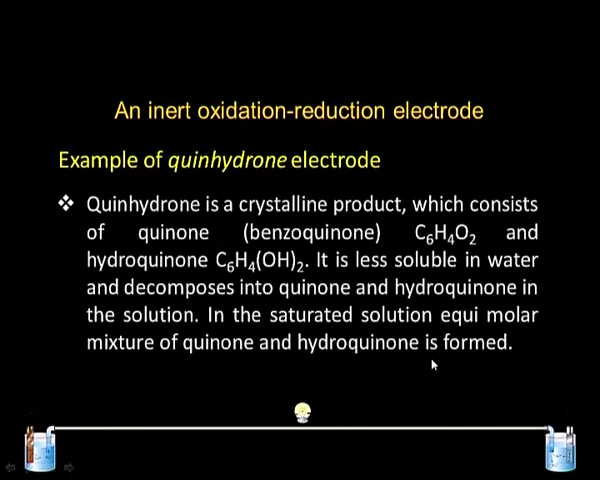 An inert oxidation-reduction electrode
Example of quinhydrone electrode
❖ Quinhydrone is a crystalline product, which consists
of quinone (benzoquinone) C₆H₄O₂ and
hydroquinone C₆H₄(OH)₂. It is less soluble in water
and decomposes into quinone and hydroquinone in
the solution. In the saturated solution equi molar
mixture of quinone and hydroquinone is formed.